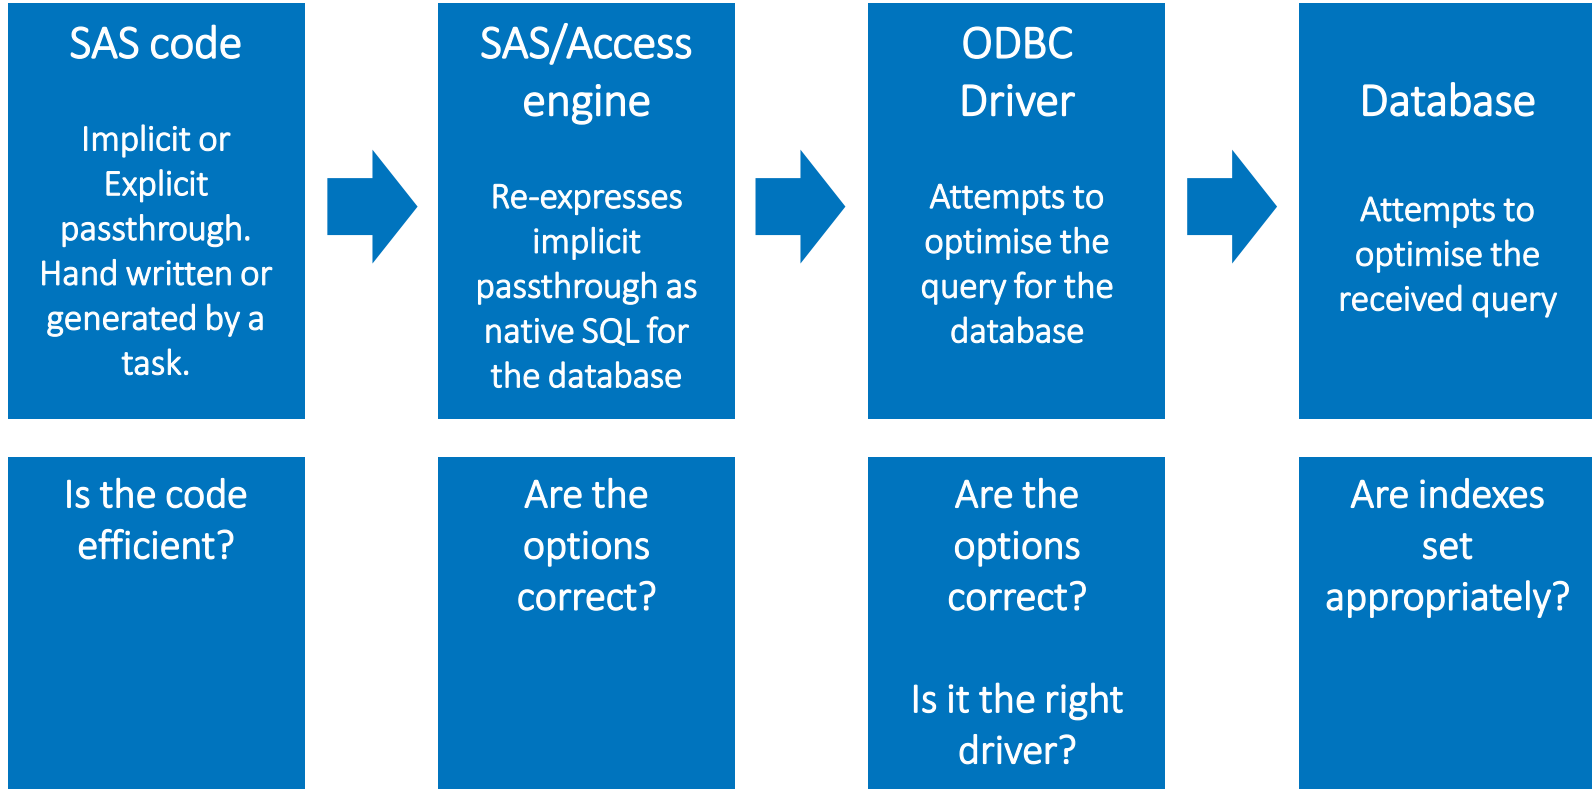 SAS code
Implicit or
Explicit
passthrough.
Hand written or
generated by a
task.
SAS/Access
engine
Re-expresses
implicit
passthrough as
native SQL for
the database
ODBC
Driver
Attempts to
optimise the
query for the
database
Database
Attempts to
optimise the
received query
Is the code
efficient?
Are the
options
correct?
Are the
options
correct?
Is it the right
driver?
Are indexes
set
appropriately?